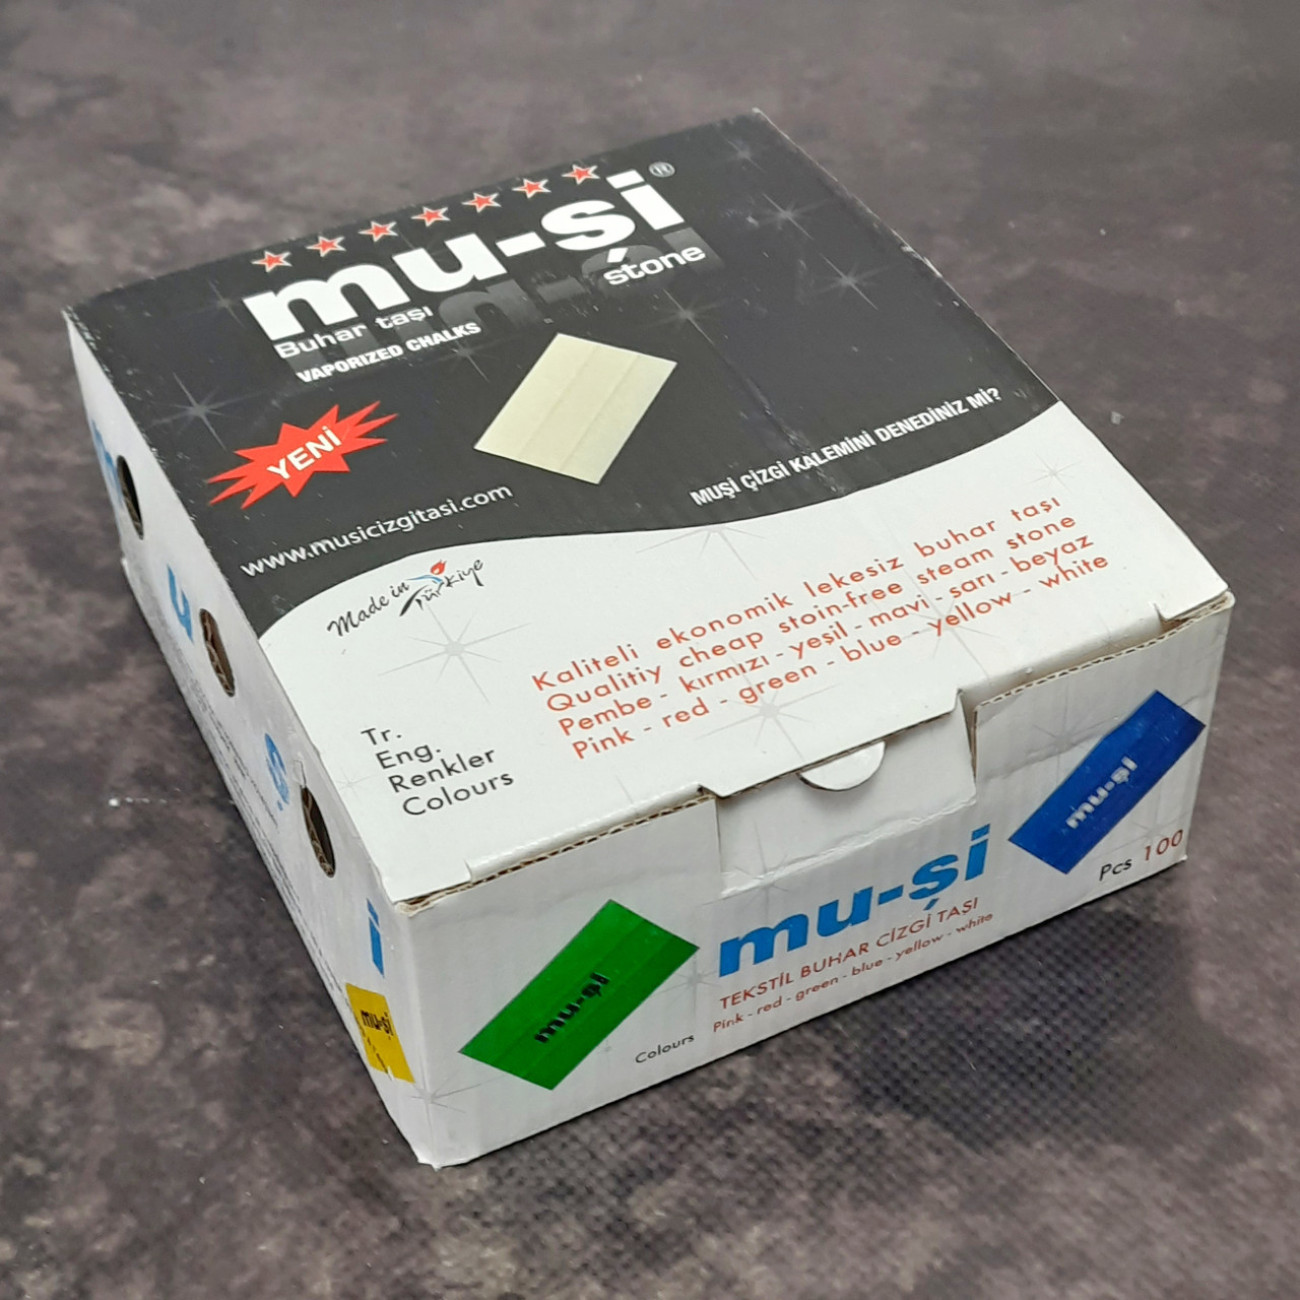 mu-şi ®
stone
Buhar taşı
VAPORIZED CHALKS
YENİ
www.musicizgitasi.com
MUŞİ ÇİZGİ KALEMİNİ DENEDİNİZ Mİ?
Made in Türkiye
Tr. Kaliteli ekonomik lekesiz buhar taşı
Eng. Qualitiy cheap stoin-free steam stone
Renkler Pembe - kırmızı - yeşil - mavi - sarı - beyaz
Colours Pink - red - green - blue - yellow - white
mu-şi
mu-şi
mu-şi
mu-şi
TEKSTİL BUHAR CİZGİ TAŞI
Colours Pink - red - green - blue - yellow - white
Pcs 100
mu-şi